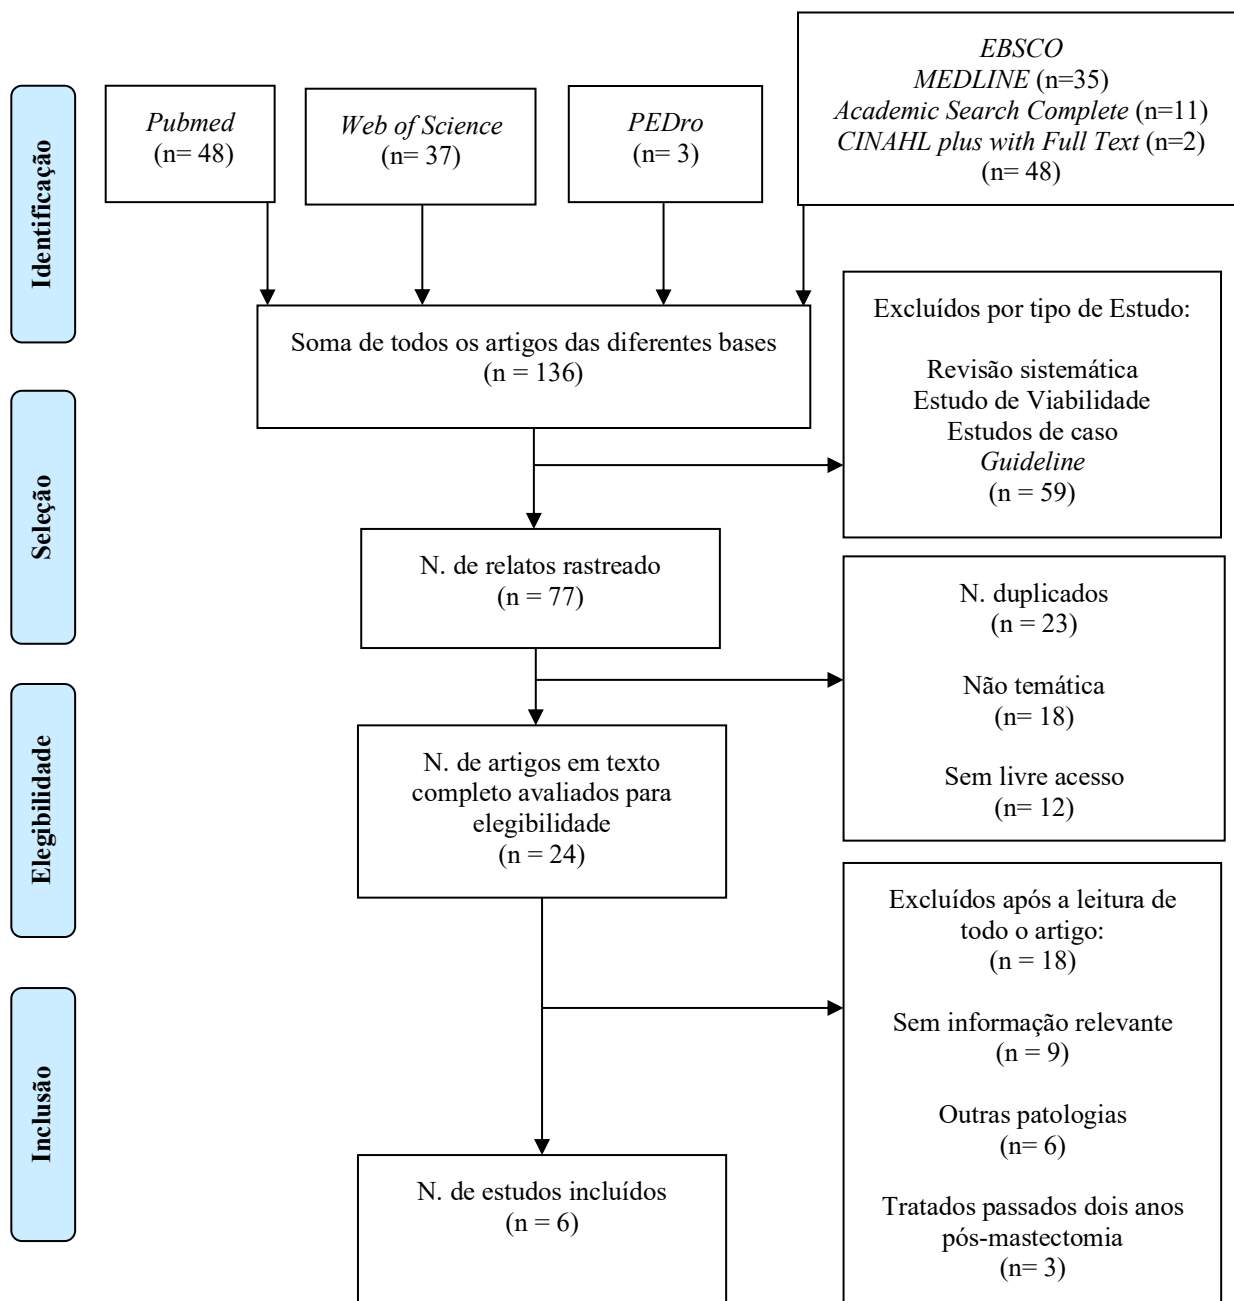 Identificação
Pubmed
(n= 48)
Web of Science
(n= 37)
PEDro
(n= 3)
EBSCO
MEDLINE (n=35)
Academic Search Complete (n=11)
CINAHL plus with Full Text (n=2)
(n= 48)
Soma de todos os artigos das diferentes bases
(n = 136)
Excluídos por tipo de Estudo:
Revisão sistemática
Estudo de Viabilidade
Estudos de caso
Guideline
(n = 59)
Seleção
N. de relatos rastreado
(n = 77)
N. duplicados
(n = 23)
Não temática
(n= 18)
Sem livre acesso
(n= 12)
Elegibilidade
N. de artigos em texto
completo avaliados para
elegibilidade
(n = 24)
Excluídos após a leitura de
todo o artigo:
(n = 18)
Sem informação relevante
(n = 9)
Outras patologias
(n= 6)
Tratados passados dois anos
pós-mastectomia
(n= 3)
Inclusão
N. de estudos incluídos
(n = 6)